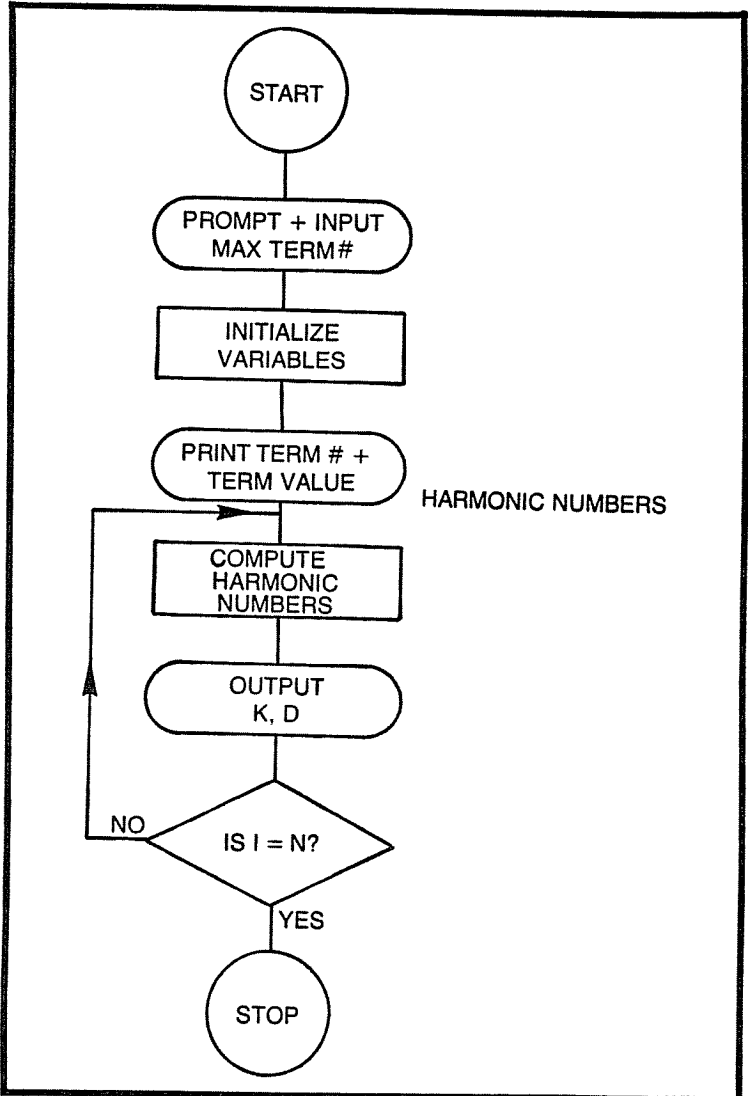 START
PROMPT + INPUT
MAX TERM #
INITIALIZE
VARIABLES
PRINT TERM # +
TERM VALUE
HARMONIC NUMBERS
COMPUTE
HARMONIC
NUMBERS
OUTPUT
K, D
NO
IS I = N?
YES
STOP